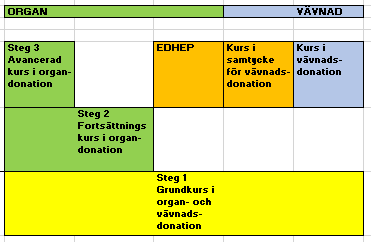 ORGAN
VÄVNAD
Steg 3
Avancerad
kurs i organ-
donation
EDHEP
Kurs i
samtycke
för vävnads-
donation
Kurs i
vävnads-
donation
Steg 2
Fortsättnings
kurs i organ-
donation
Steg 1
Grundkurs i
organ- och
vävnads-
donation